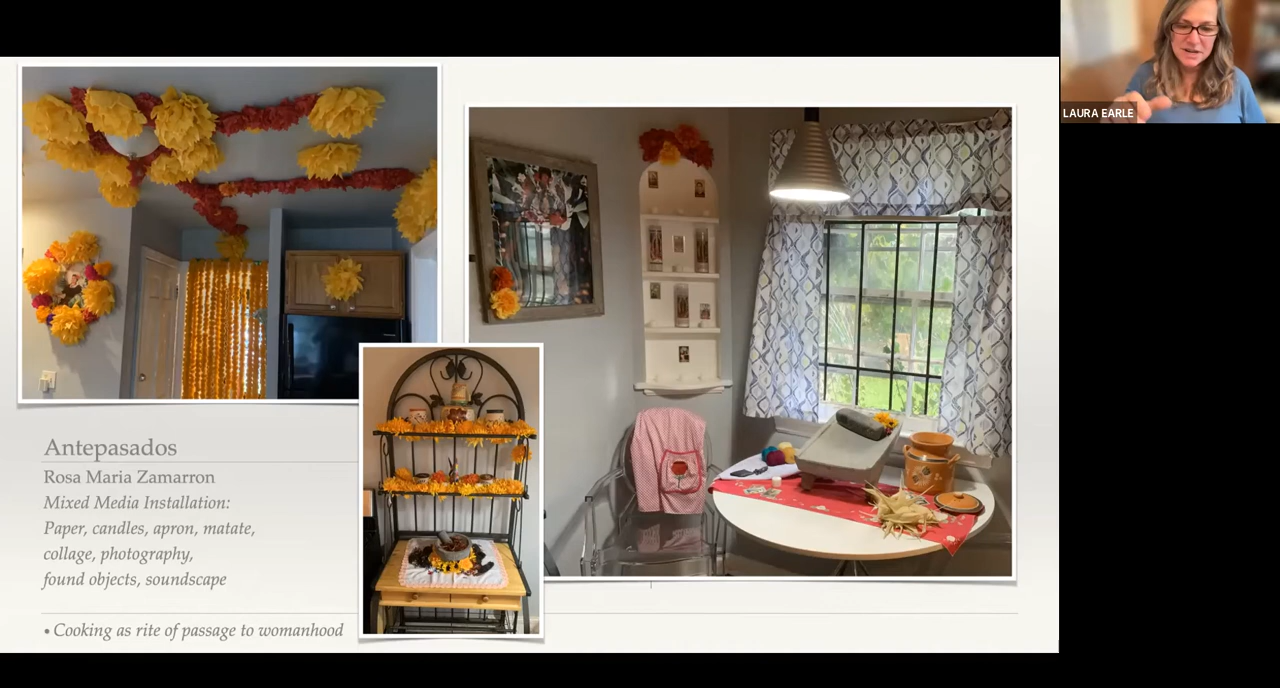 LAURA EARLE
Antepasados
Rosa Maria Zamarron
Mixed Media Installation:
Paper, candles, apron, matate,
collage, photography,
found objects, soundscape
• Cooking as rite of passage to womanhood